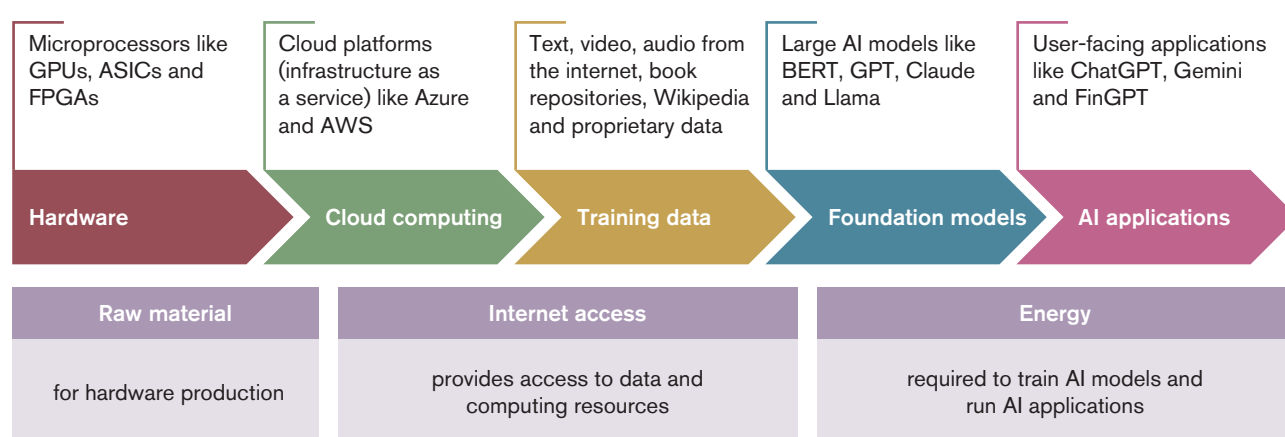 Microprocessors like
GPUs, ASICs and
FPGAs
Cloud platforms
(infrastructure as
a service) like Azure
and AWS
Text, video, audio from
the internet, book
repositories, Wikipedia
and proprietary data
Large AI models like
BERT, GPT, Claude
and Llama
User-facing applications
like ChatGPT, Gemini
and FinGPT
Hardware
Cloud computing
Training data
Foundation models
AI applications
Raw material
for hardware production
Internet access
provides access to data and
computing resources
Energy
required to train AI models and
run AI applications